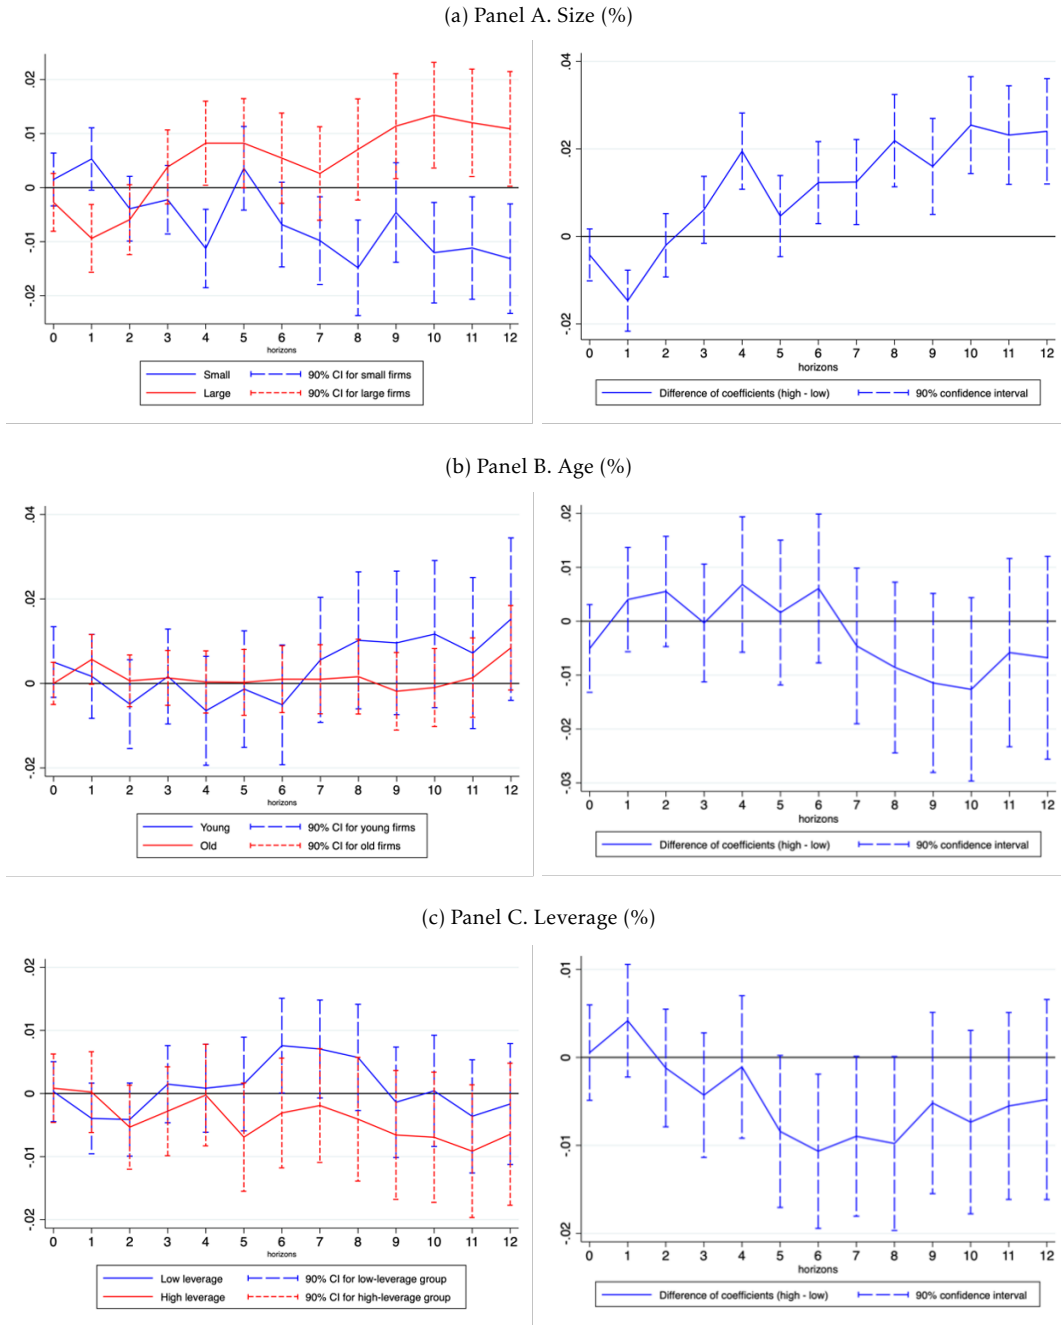 (a) Panel A. Size (%)
.02
.01
0
-.01
-.02
0 1 2 3 4 5 6 7 8 9 10 11 12
horizons
Small 90% CI for small firms
Large 90% CI for large firms
.04
.02
0
-.02
0 1 2 3 4 5 6 7 8 9 10 11 12
horizons
Difference of coefficients (high - low) 90% confidence interval
(b) Panel B. Age (%)
.04
.02
0
-.02
0 1 2 3 4 5 6 7 8 9 10 11 12
horizons
Young 90% CI for young firms
Old 90% CI for old firms
.02
.01
0
-.01
-.02
-.03
0 1 2 3 4 5 6 7 8 9 10 11 12
horizons
Difference of coefficients (high - low) 90% confidence interval
(c) Panel C. Leverage (%)
.02
.01
0
-.01
-.02
0 1 2 3 4 5 6 7 8 9 10 11 12
horizons
Low leverage 90% CI for low-leverage group
High leverage 90% CI for high-leverage group
.01
0
-.01
-.02
0 1 2 3 4 5 6 7 8 9 10 11 12
horizons
Difference of coefficients (high - low) 90% confidence interval